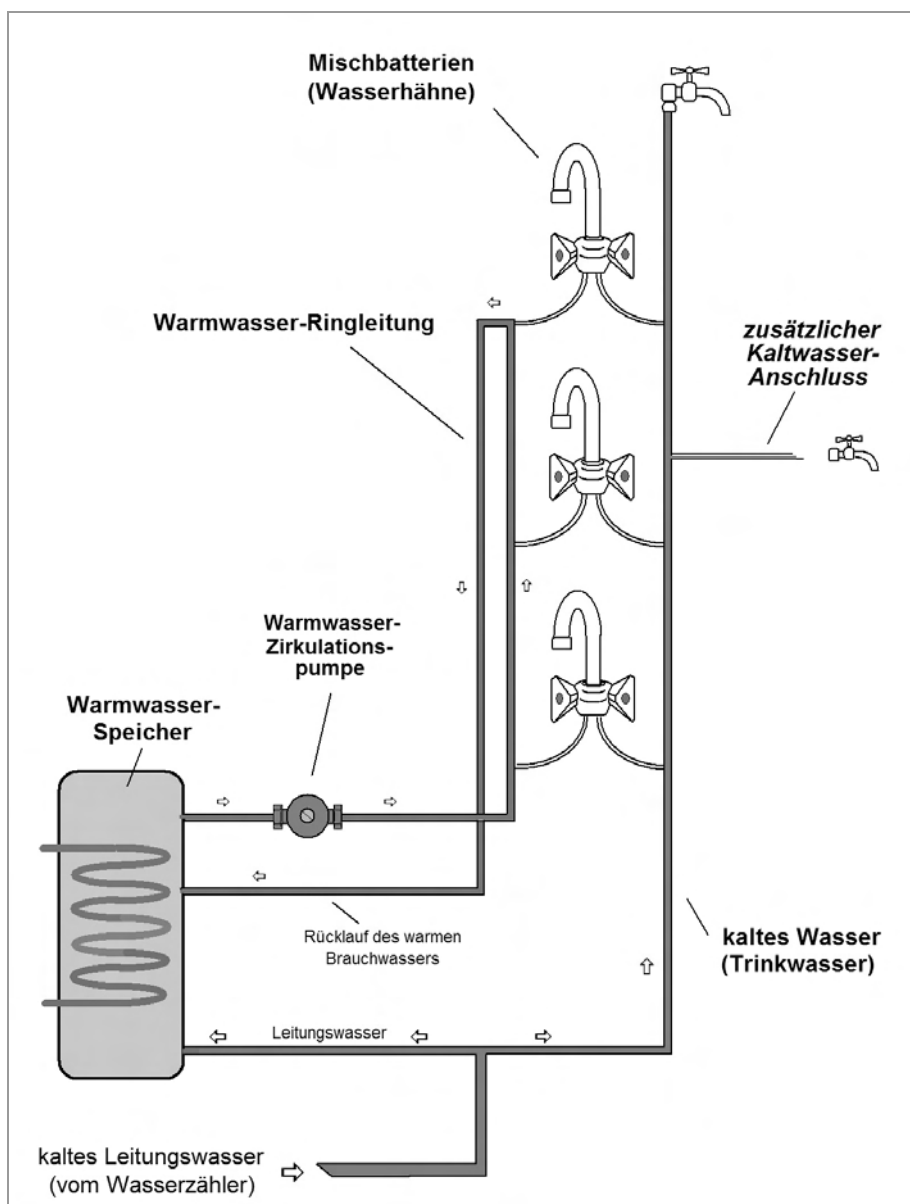 Mischbatterien
(Wasserhähne)
Warmwasser-Ringleitung
zusätzlicher
Kaltwasser-
Anschluss
Warmwasser-
Zirkulations-
pumpe
Warmwasser-
Speicher
Rücklauf des warmen
Brauchwassers
kaltes Wasser
(Trinkwasser)
Leitungswasser
kaltes Leitungswasser
(vom Wasserzähler)